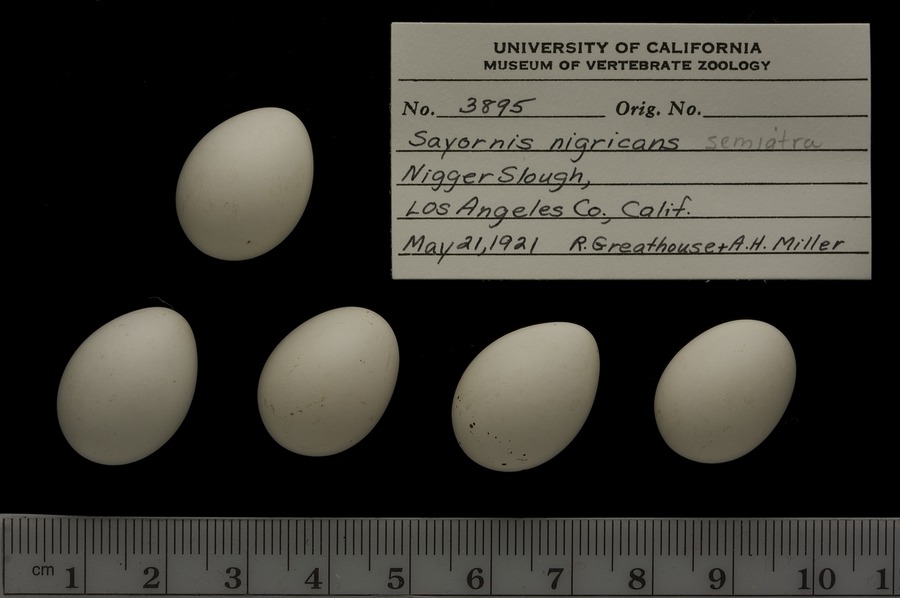 UNIVERSITY OF CALIFORNIA
MUSEUM OF VERTEBRATE ZOOLOGY
No. 3895 Orig. No.
Sayornis nigricans semiatra
Nigger Slough,
Los Angeles Co., Calif.
May 21, 1921 R. Greathouse + A.H. Miller
cm 1 2 3 4 5 6 7 8 9 10 1